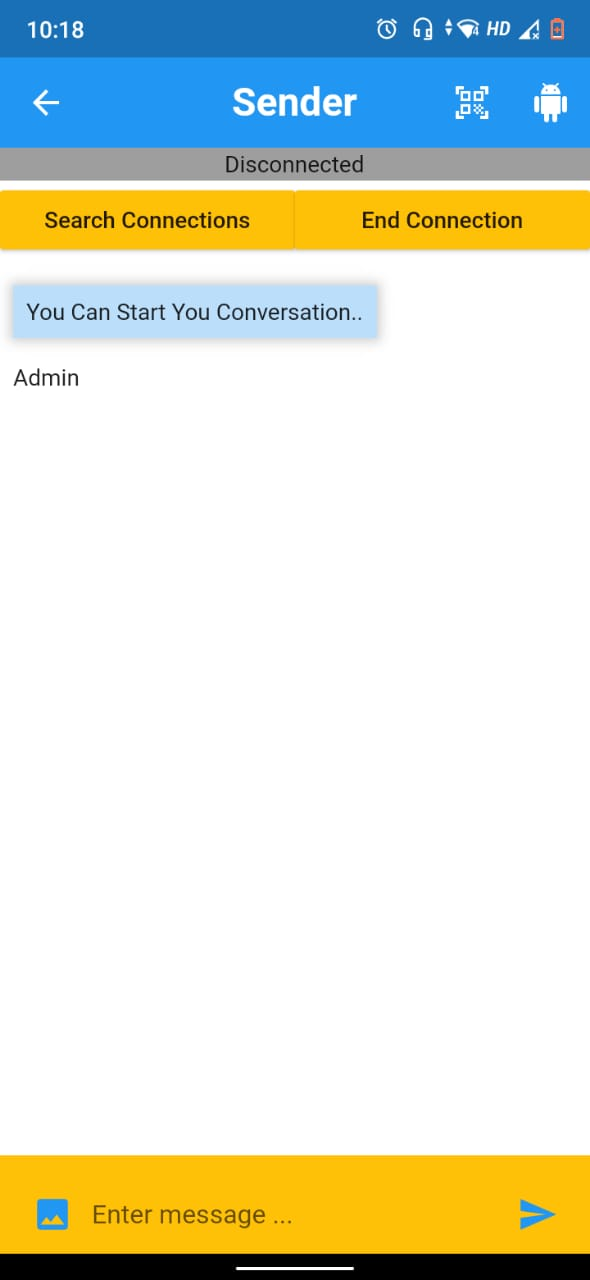 10:18
HD
Sender
Disconnected
Search Connections
End Connection
You Can Start You Conversation..
Admin
Enter message ...